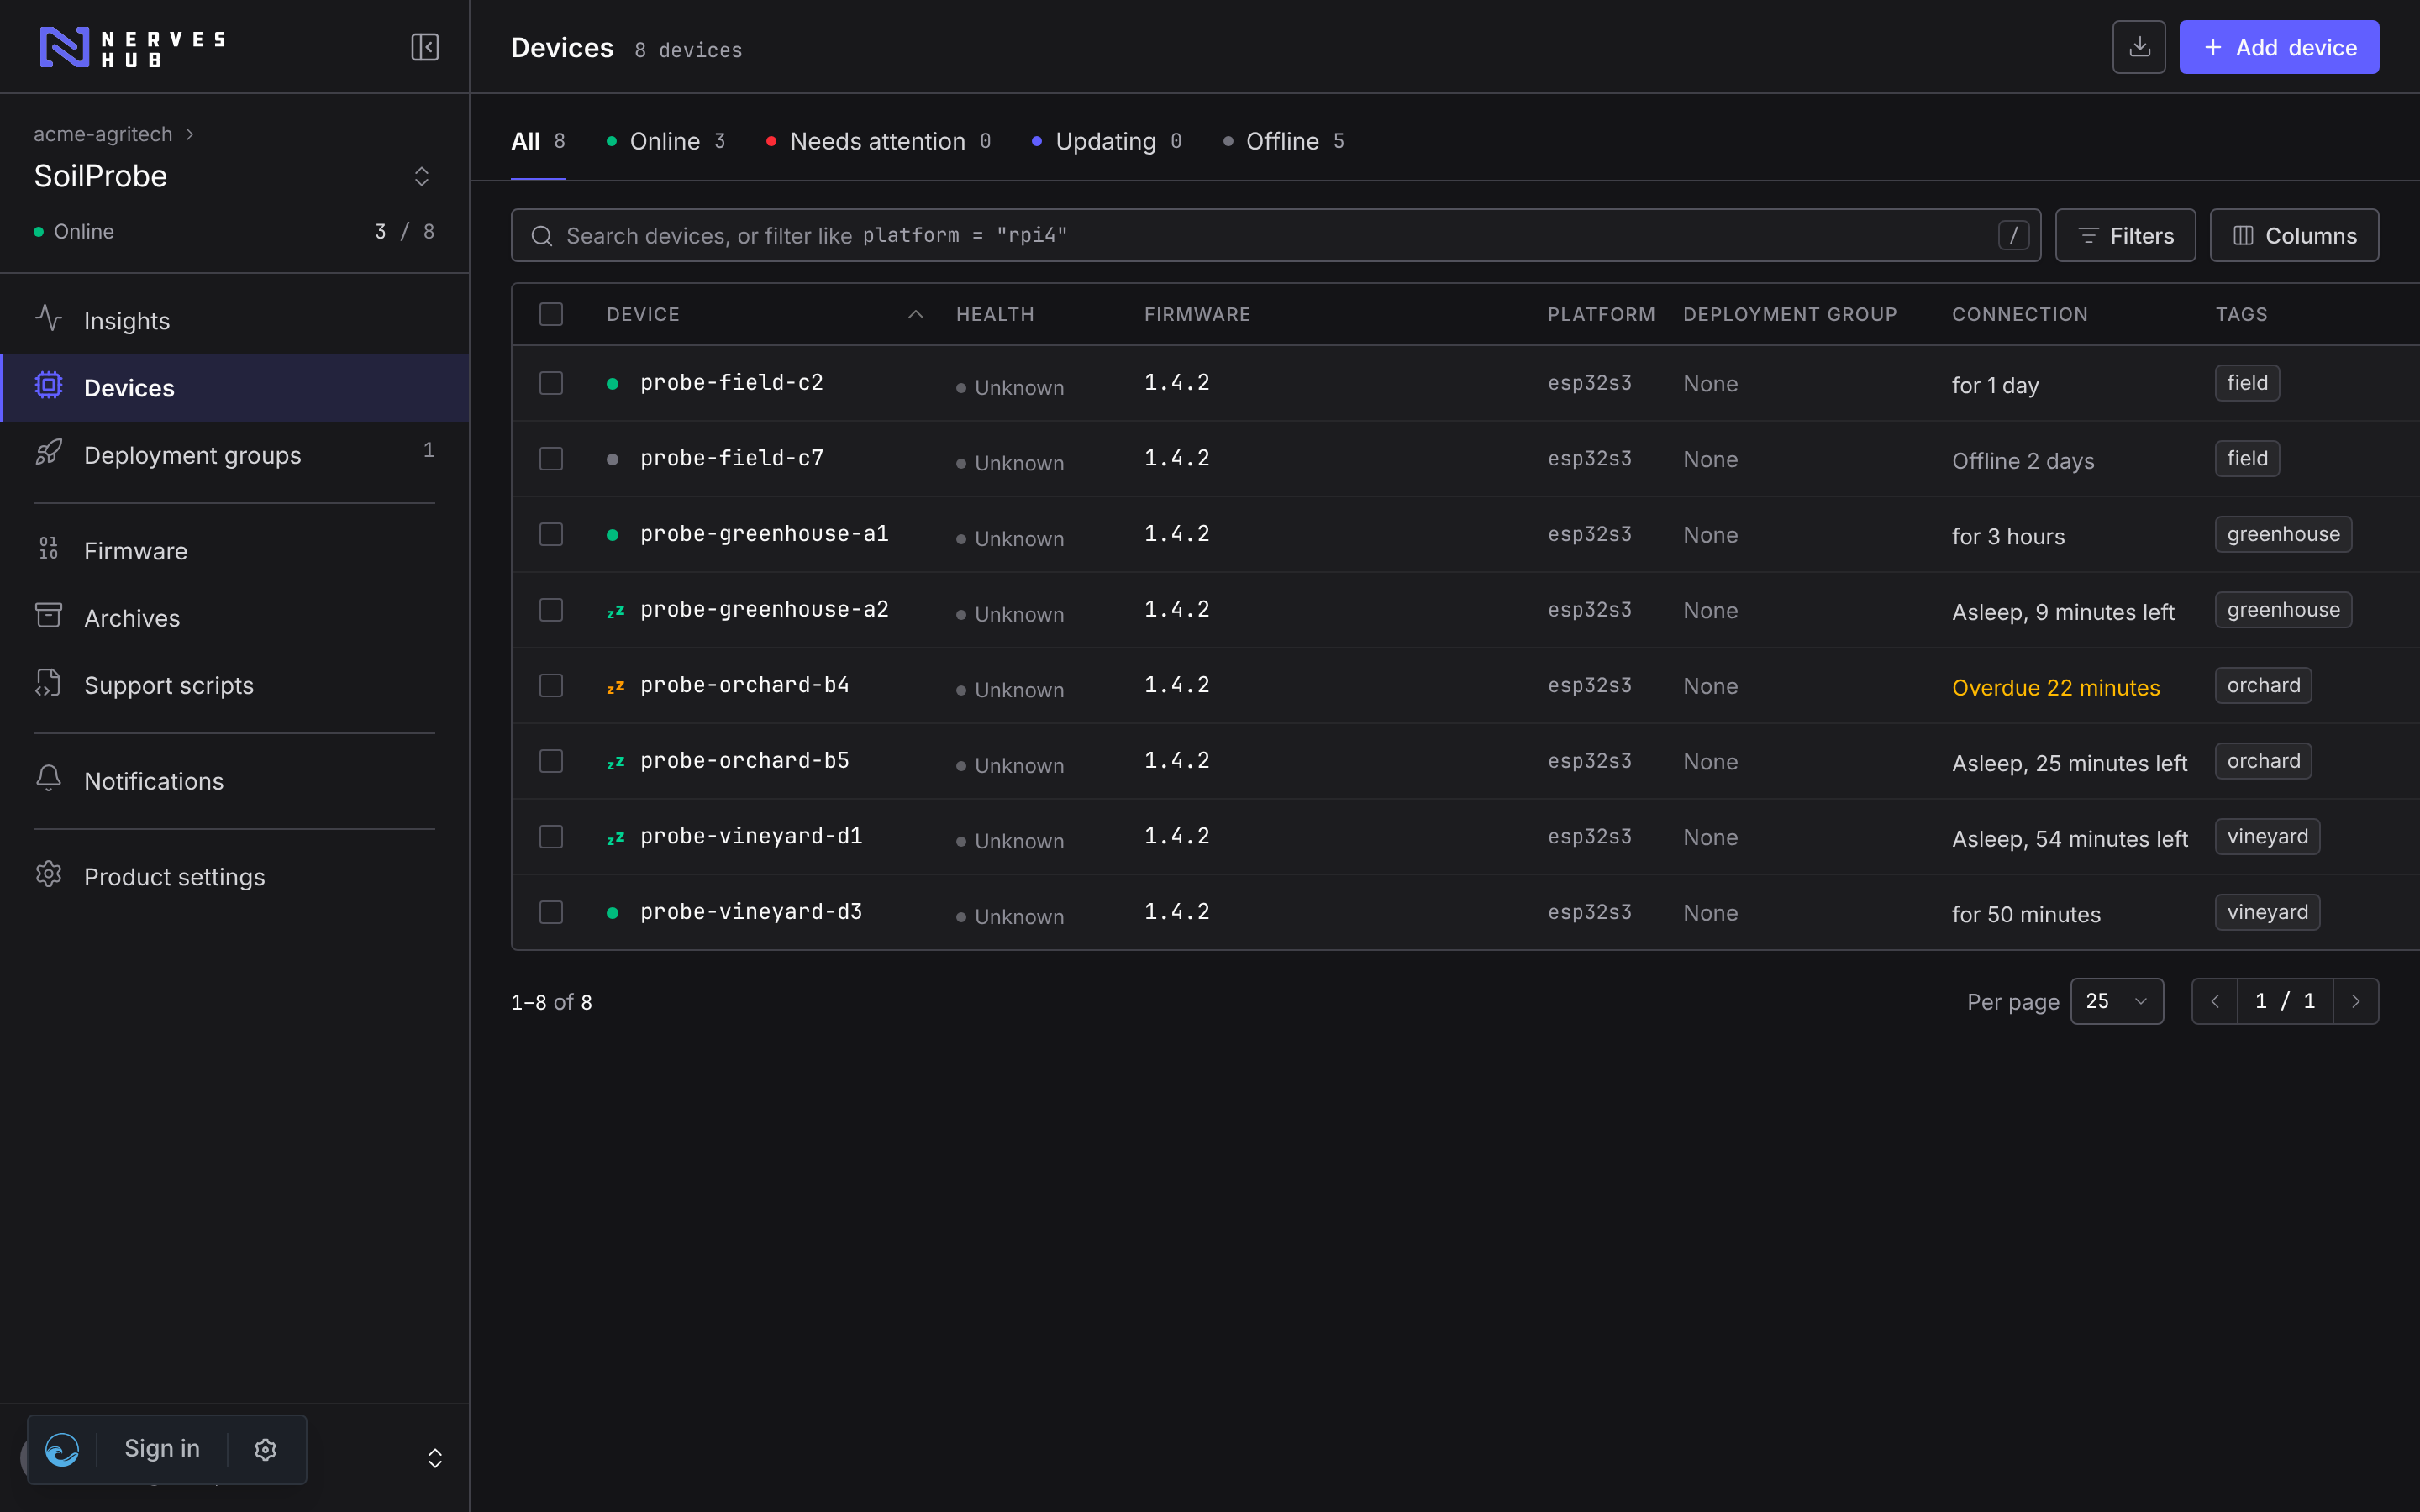 NERVES
HUB
Devices 8 devices
+ Add device
acme-agritech >
SoilProbe
Online 3 / 8
All 8 Online 3 Needs attention 0 Updating 0 Offline 5
Search devices, or filter like platform = "rpi4" /
Filters
Columns
Insights
Devices
Deployment groups 1
0110 Firmware
Archives
Support scripts
Notifications
Product settings
DEVICE HEALTH FIRMWARE PLATFORM DEPLOYMENT GROUP CONNECTION TAGS
probe-field-c2 Unknown 1.4.2 esp32s3 None for 1 day field
probe-field-c7 Unknown 1.4.2 esp32s3 None Offline 2 days field
probe-greenhouse-a1 Unknown 1.4.2 esp32s3 None for 3 hours greenhouse
zz probe-greenhouse-a2 Unknown 1.4.2 esp32s3 None Asleep, 9 minutes left greenhouse
zz probe-orchard-b4 Unknown 1.4.2 esp32s3 None Overdue 22 minutes orchard
zz probe-orchard-b5 Unknown 1.4.2 esp32s3 None Asleep, 25 minutes left orchard
zz probe-vineyard-d1 Unknown 1.4.2 esp32s3 None Asleep, 54 minutes left vineyard
probe-vineyard-d3 Unknown 1.4.2 esp32s3 None for 50 minutes vineyard
1–8 of 8
Per page 25 1 / 1
Sign in